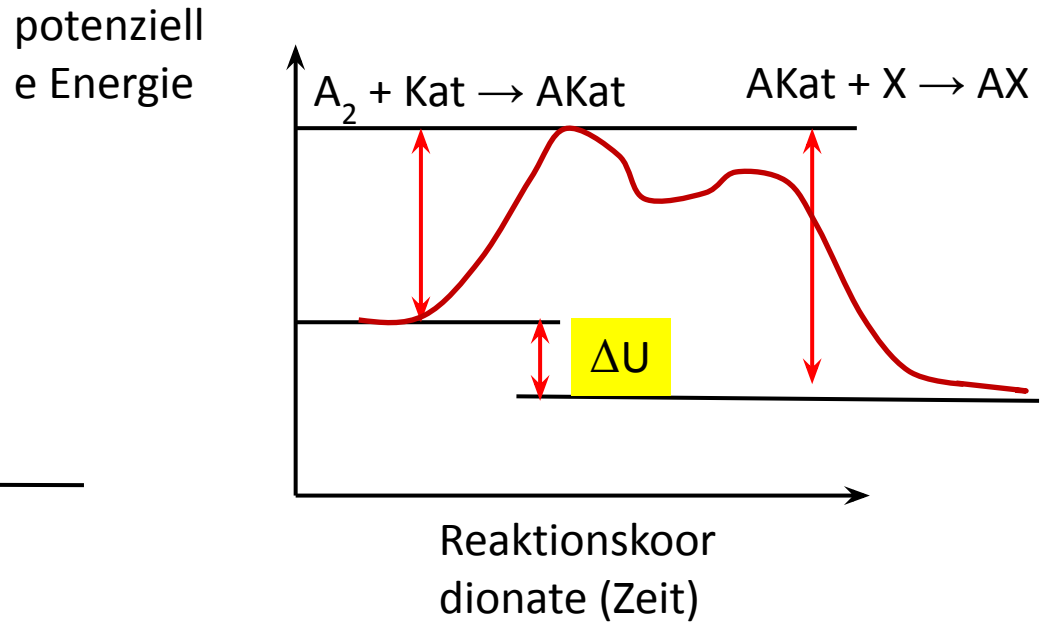 potenziell
e Energie
A₂ + Kat → AKat
AKat + X → AX
ΔU
Reaktionskoor
dionate (Zeit)